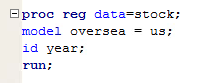 proc reg data=stock;
model oversea = us;
id year;
run;